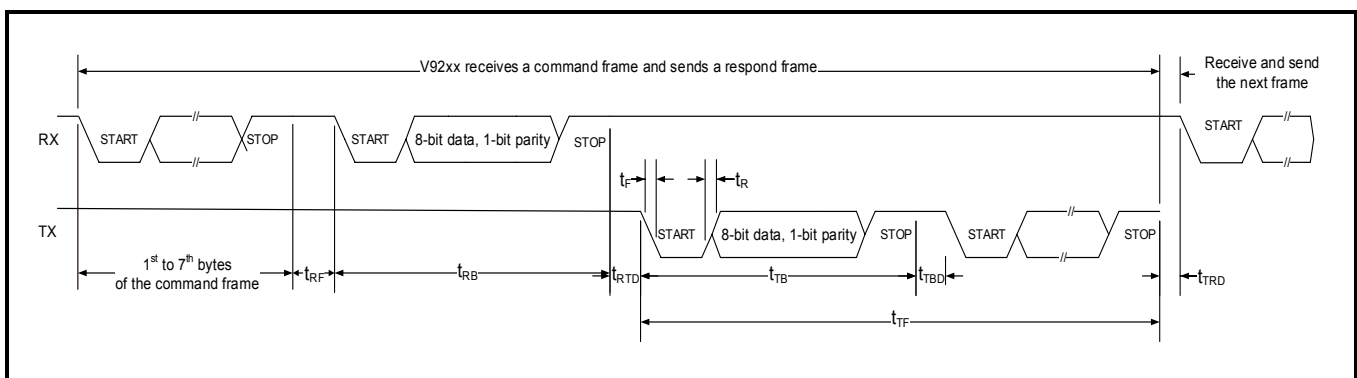 V92xx receives a command frame and sends a respond frame
Receive and send
the next frame
RX
START
STOP
START
8-bit data, 1-bit parity
STOP
START
tF
tR
TX
START
8-bit data, 1-bit parity
STOP
START
STOP
1st to 7th bytes
of the command frame
tRF
tRB
tRTD
tTB
tTBD
tTRD
tTF